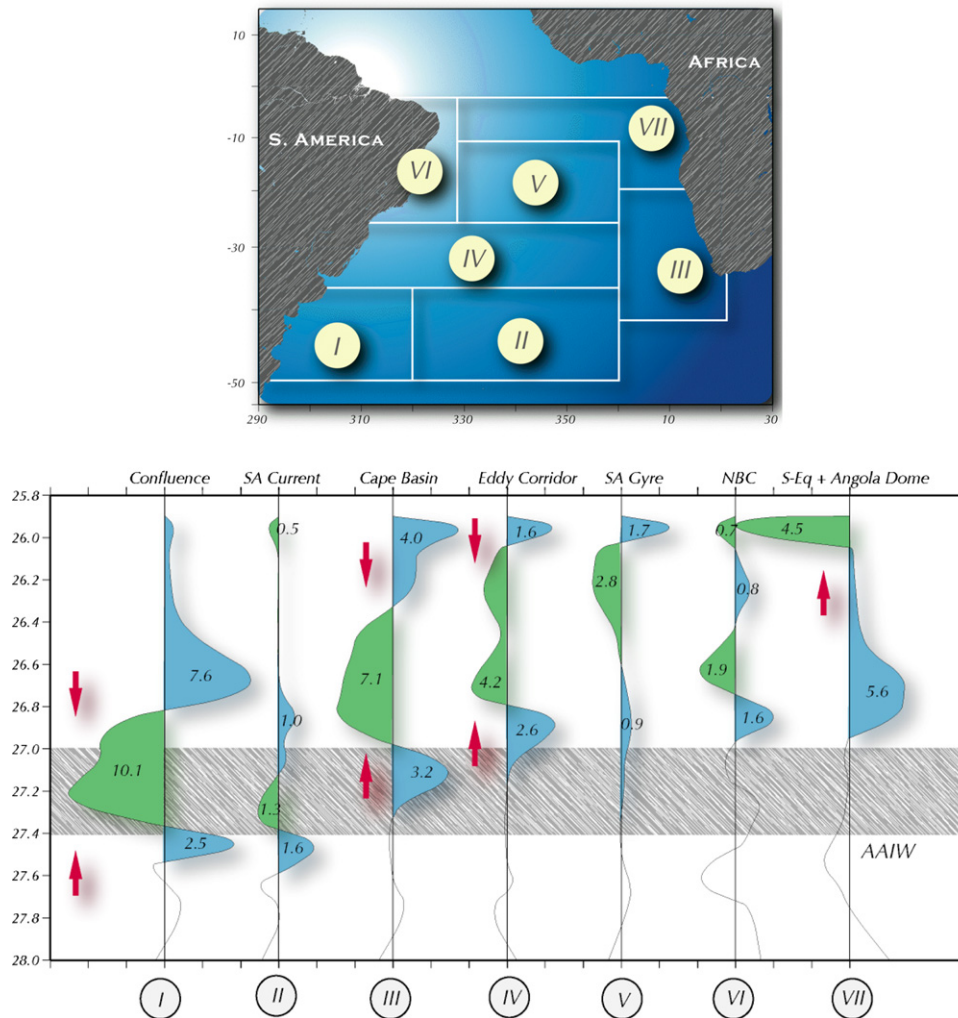 10
AFRICA
S. AMERICA
VII
-10
VI
V
-30
IV
III
I
II
-50
290 310 330 350 10 30
Confluence SA Current Cape Basin Eddy Corridor SA Gyre NBC S-Eq + Angola Dome
25.8
26.0 0.5 4.0 1.6 1.7 0.7 4.5
26.2 2.8 0.8
26.4
26.6 7.6 7.1 4.2 1.9 5.6
26.8 1.0 2.6 0.9 1.6
27.0
10.1 3.2
27.2
1.3
27.4
2.5 1.6 AAIW
27.6
27.8
28.0
I II III IV V VI VII